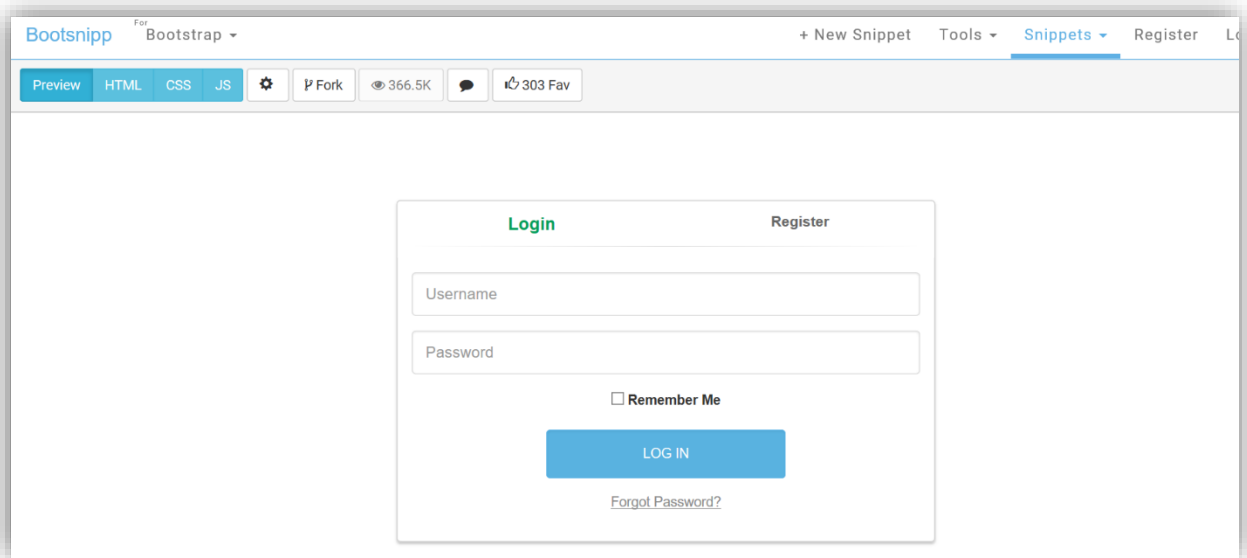 Bootsnipp For Bootstrap + New Snippet Tools Snippets Register
Preview HTML CSS JS Fork 366.5K 303 Fav
Login Register
Username
Password
Remember Me
LOG IN
Forgot Password?